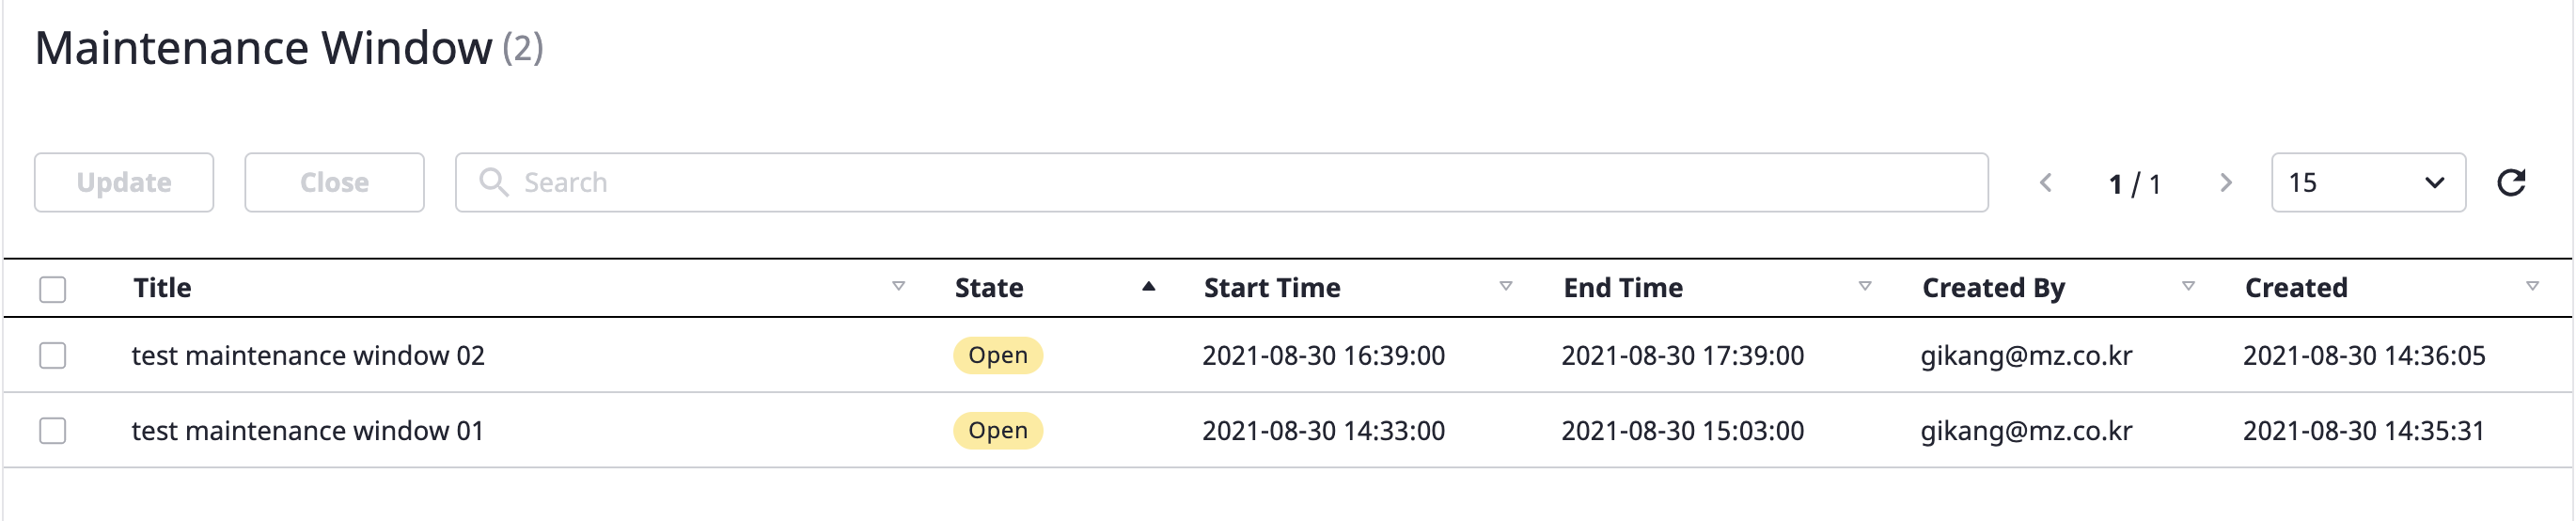 Maintenance Window (2)
Update Close Search 1 / 1 15
Title State Start Time End Time Created By Created
test maintenance window 02 Open 2021-08-30 16:39:00 2021-08-30 17:39:00 gikang@mz.co.kr 2021-08-30 14:36:05
test maintenance window 01 Open 2021-08-30 14:33:00 2021-08-30 15:03:00 gikang@mz.co.kr 2021-08-30 14:35:31